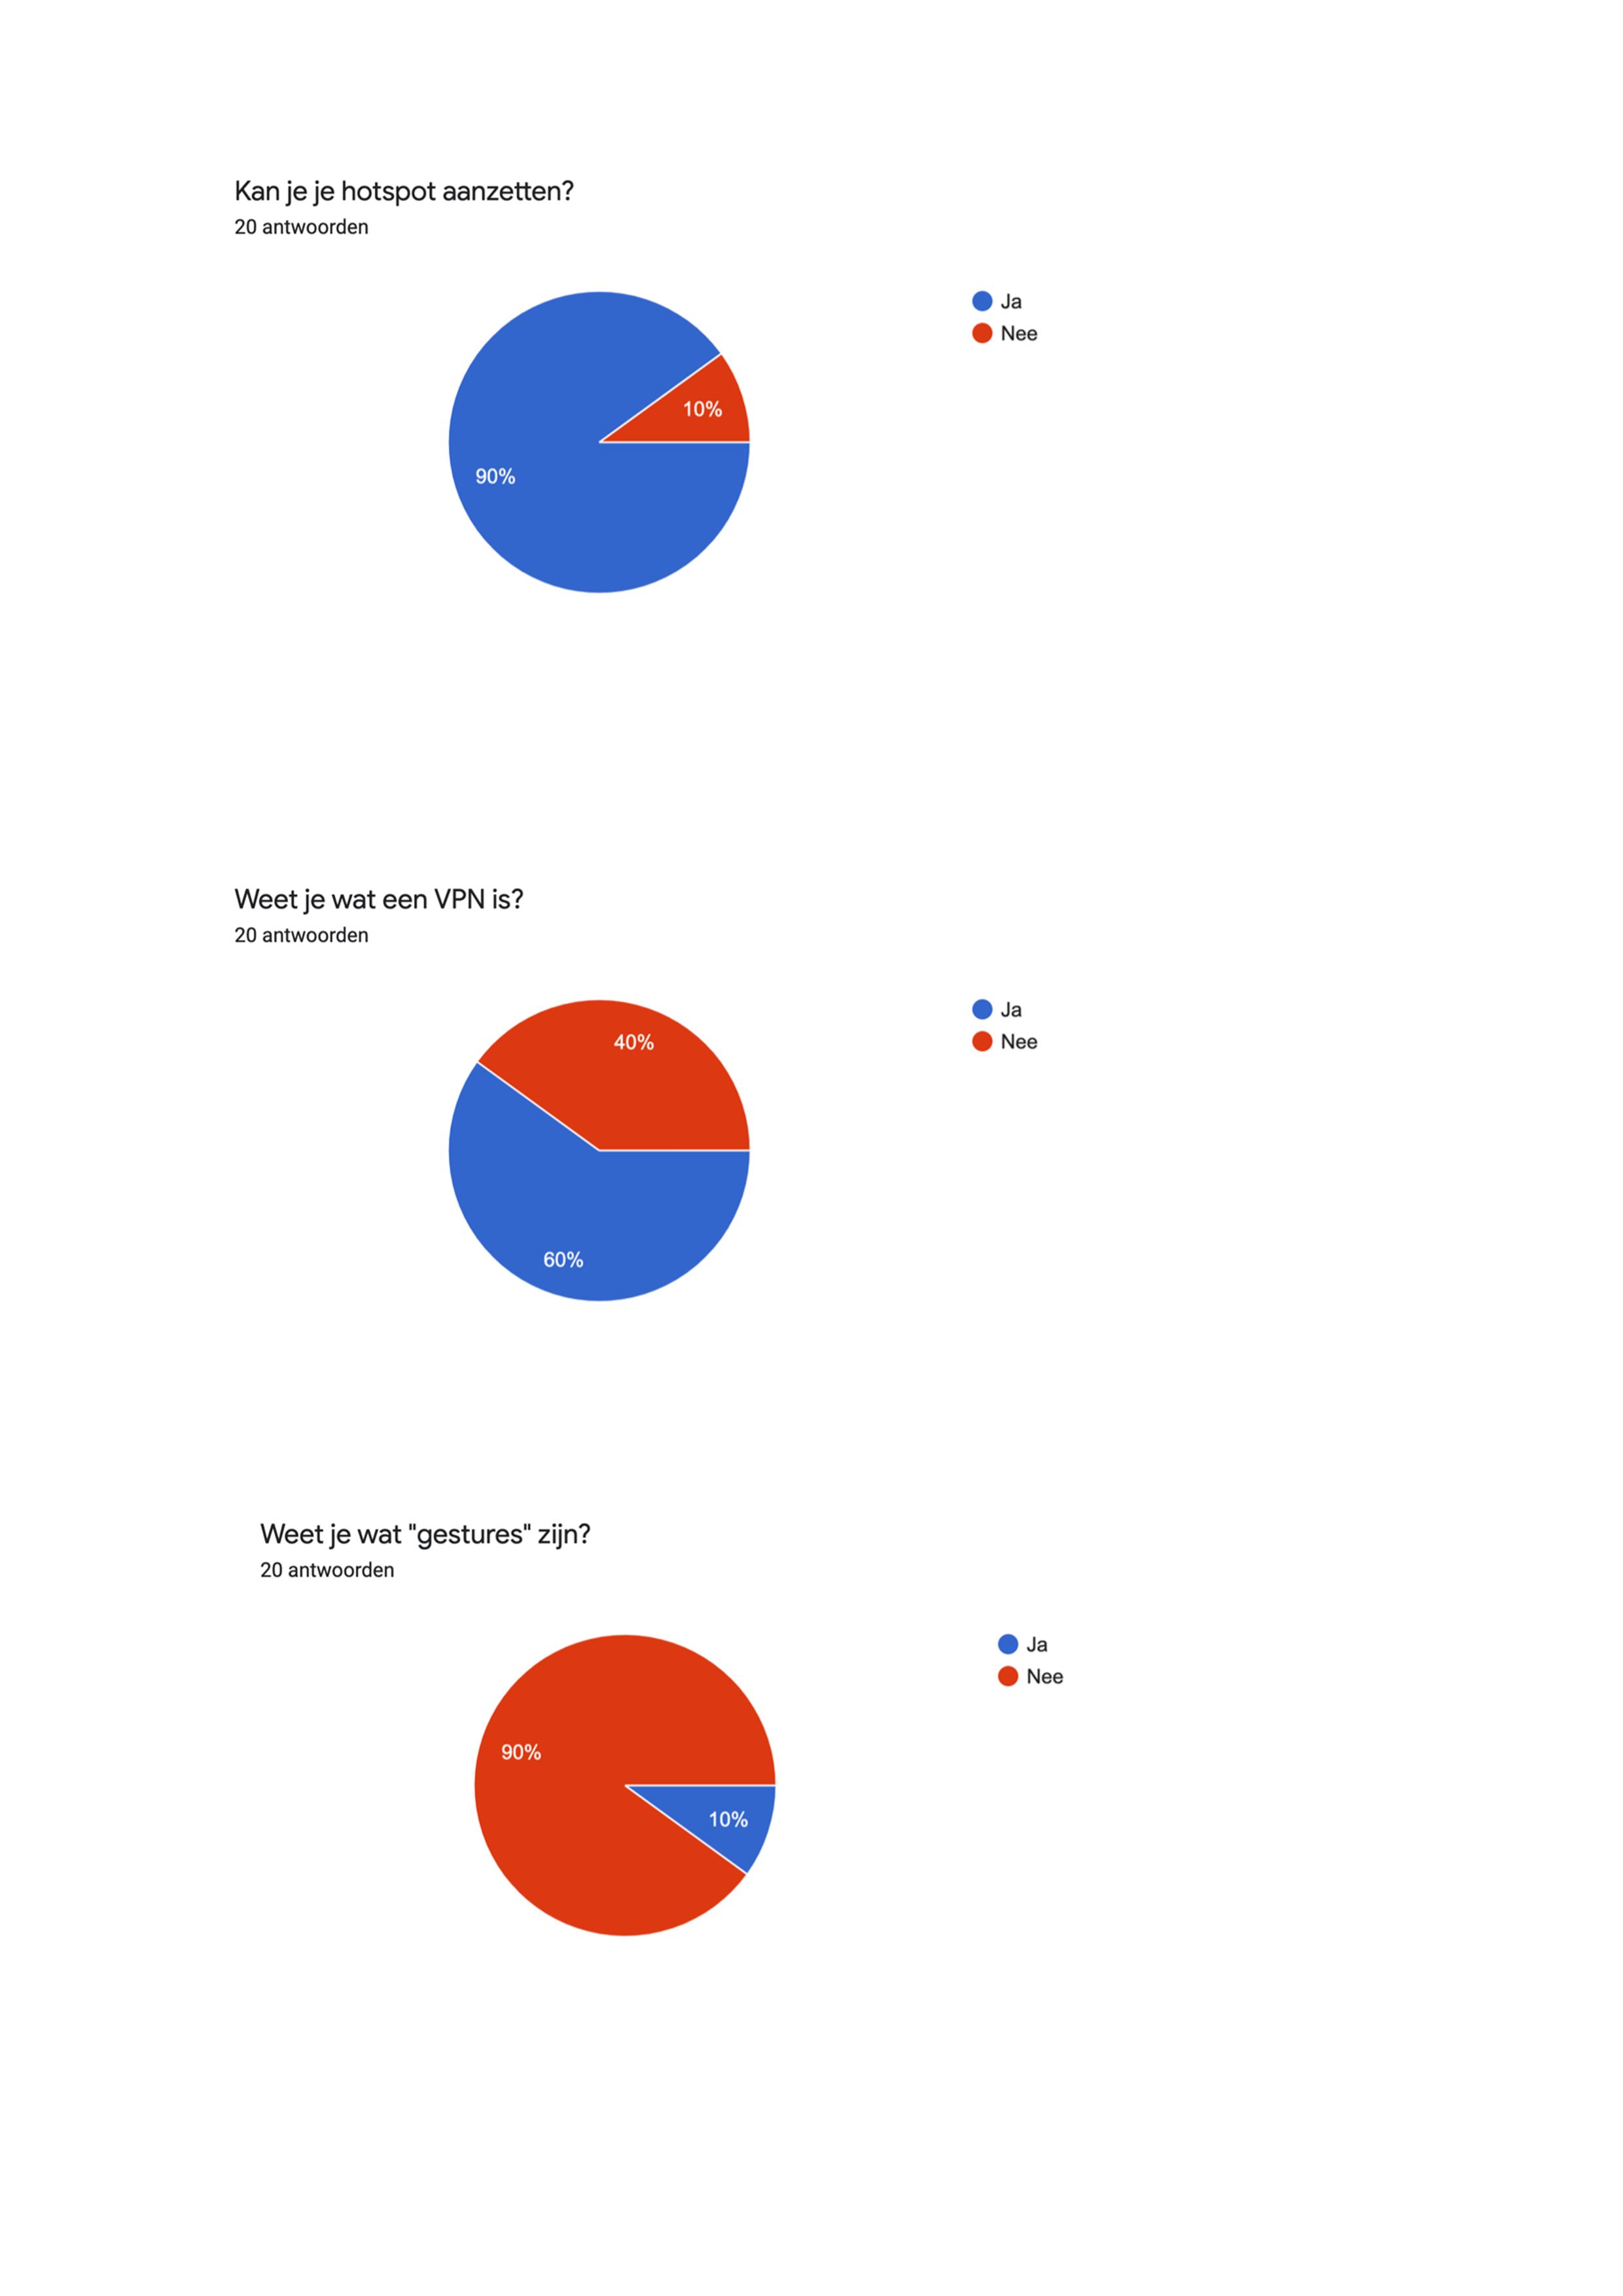 Kan je je hotspot aanzetten?
20 antwoorden
Ja
Nee
10%
90%
Weet je wat een VPN is?
20 antwoorden
Ja
Nee
40%
60%
Weet je wat "gestures" zijn?
20 antwoorden
Ja
Nee
90%
10%